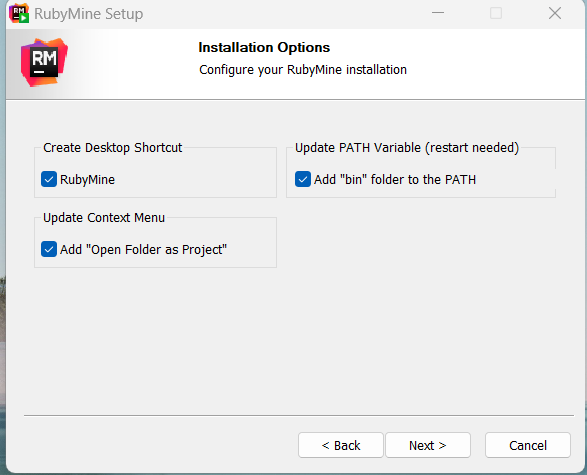 RubyMine Setup
RM
Installation Options
Configure your RubyMine installation
Create Desktop Shortcut
RubyMine
Update PATH Variable (restart needed)
Add "bin" folder to the PATH
Update Context Menu
Add "Open Folder as Project"
< Back
Next >
Cancel